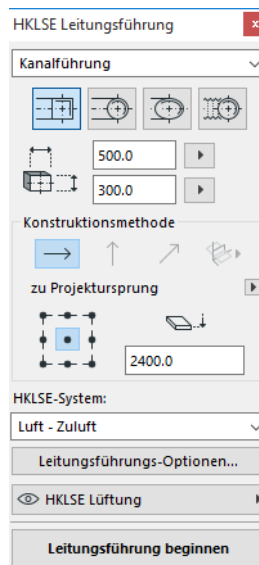 HKLSE Leitungsführung
Kanalführung
500.0
300.0
Konstruktionsmethode
zu Projektursprung
2400.0
HKLSE-System:
Luft - Zuluft
Leitungsführungs-Optionen...
HKLSE Lüftung
Leitungsführung beginnen